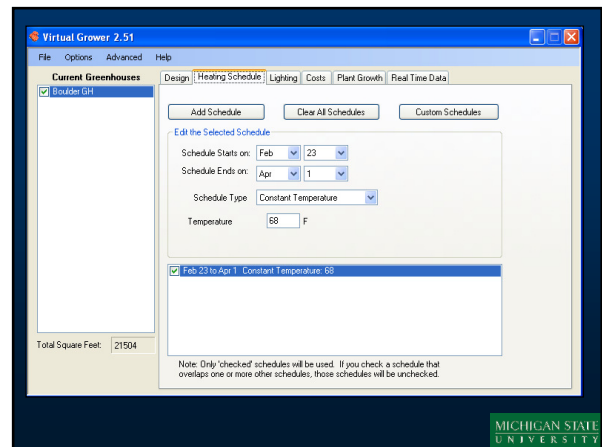 Virtual Grower 2.51
File Options Advanced Help
Current Greenhouses
Boulder GH
Total Square Feet: 21504
Design Heating Schedule Lighting Costs Plant Growth Real Time Data
Add Schedule Clear All Schedules Custom Schedules
Edit the Selected Schedule
Schedule Starts on: Feb 23
Schedule Ends on: Apr 1
Schedule Type Constant Temperature
Temperature 68 F
Feb 23 to Apr 1 Constant Temperature: 68
Note: Only 'checked' schedules will be used. If you check a schedule that
overlaps one or more other schedules, those schedules will be unchecked.
MICHIGAN STATE
UNIVERSITY